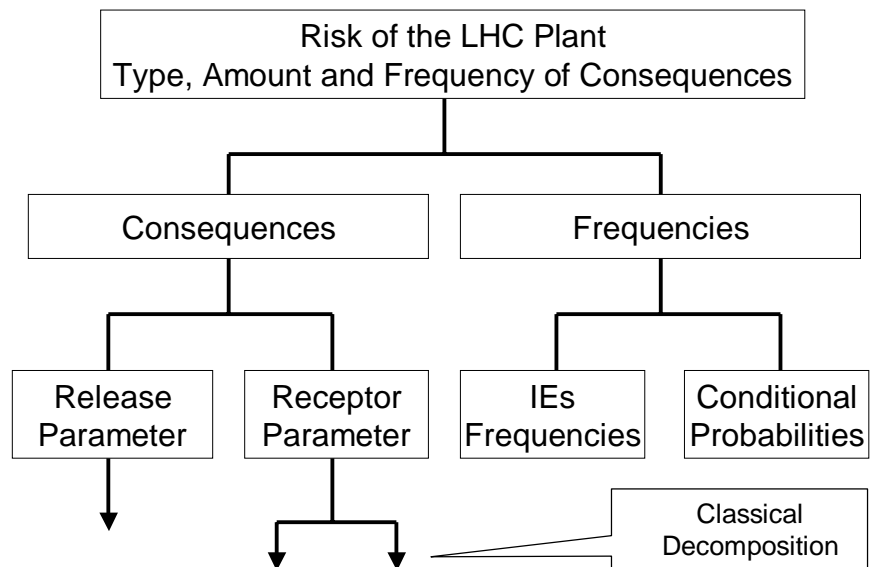 Risk of the LHC Plant
Type, Amount and Frequency of Consequences
Consequences
Frequencies
Release
Parameter
Receptor
Parameter
IEs
Frequencies
Conditional
Probabilities
Classical
Decomposition